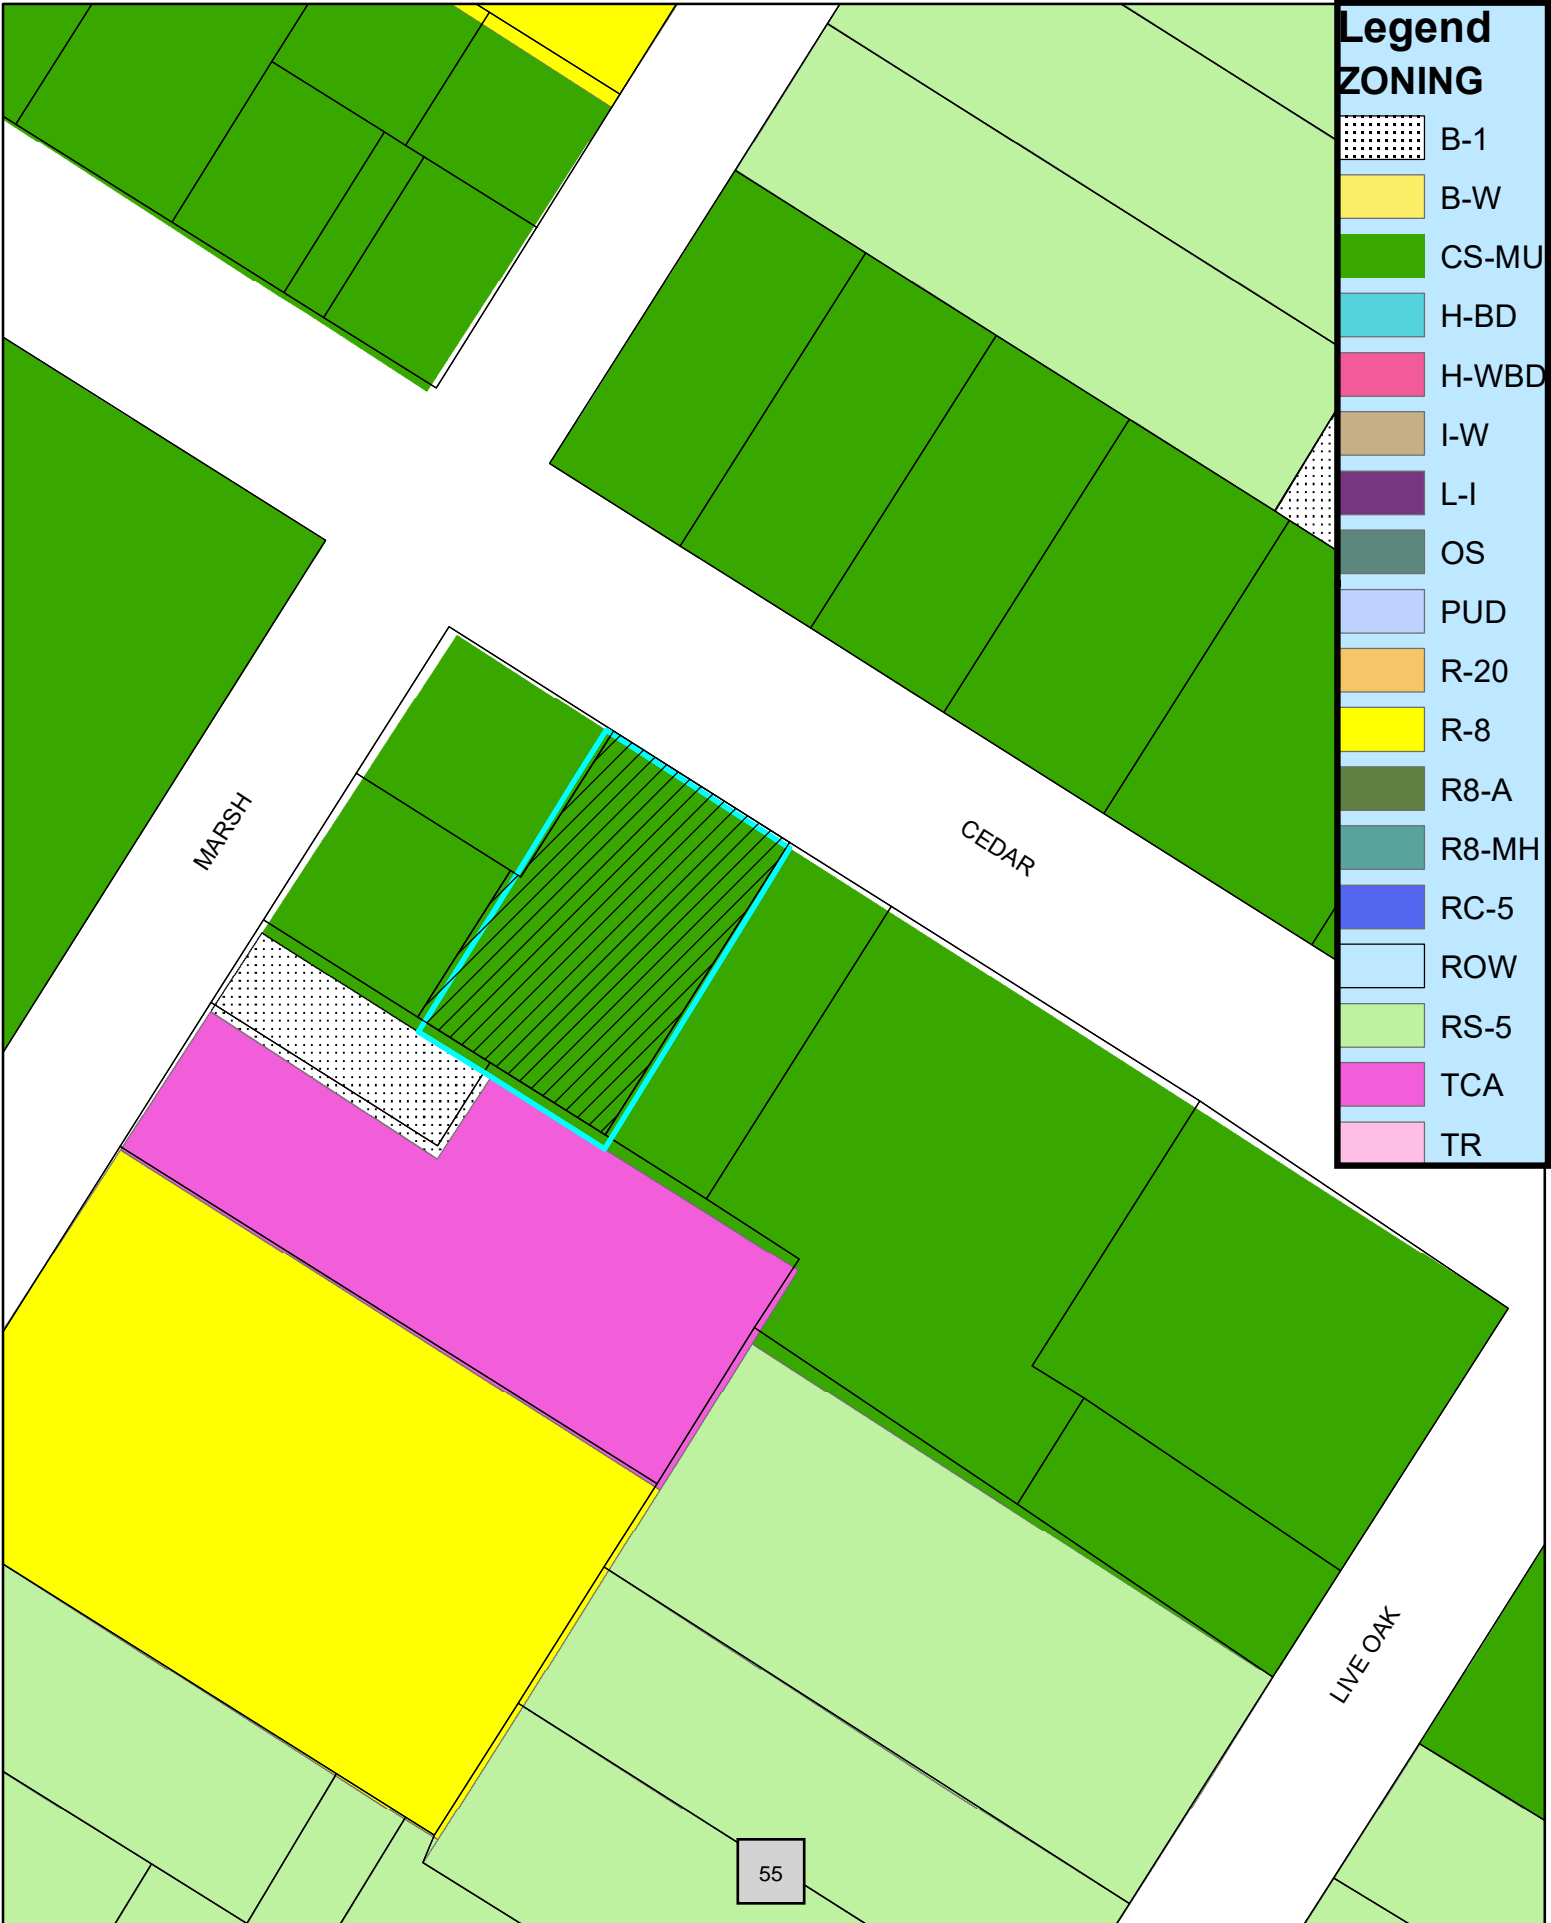 Legend
ZONING
B-1
B-W
CS-MU
H-BD
H-WBD
I-W
L-I
OS
PUD
R-20
R-8
R8-A
R8-MH
RC-5
ROW
RS-5
TCA
TR
MARSH
CEDAR
LIVE OAK
55